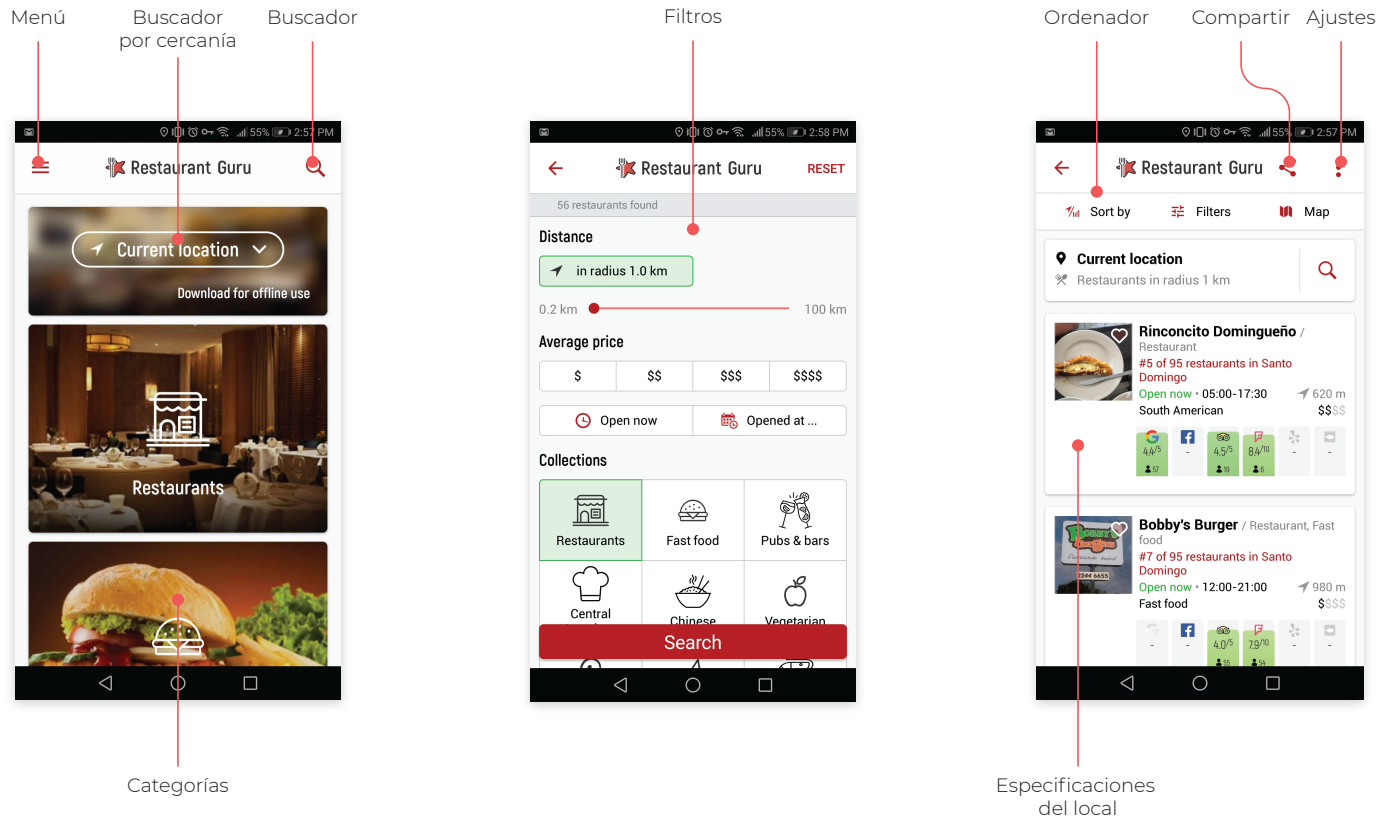 Menú
Buscador
por cercanía
Buscador
Filtros
Ordenador
Compartir
Ajustes
55% 2:57 PM
Restaurant Guru
Current location
Download for offline use
Restaurants
Categorías
55% 2:58 PM
Restaurant Guru
RESET
56 restaurants found
Distance
in radius 1.0 km
0.2 km
100 km
Average price
$
$$
$$$
$$$$
Open now
Opened at ...
Collections
Restaurants
Fast food
Pubs & bars
Central
Chinese
Vegetarian
Search
55% 2:57 PM
Restaurant Guru
Sort by
Filters
Map
Current location
Restaurants in radius 1 km
Rinconcito Domingueño /
Restaurant
#5 of 95 restaurants in Santo
Domingo
Open now • 05:00-17:30
620 m
South American
$$$$
4.4/5
-
4.5/5
8.4/10
-
-
57
19
6
Bobby's Burger / Restaurant, Fast
food
#7 of 95 restaurants in Santo
Domingo
Open now • 12:00-21:00
980 m
Fast food
$$$$
-
-
4.0/5
7.9/10
-
-
55
54
2244 6655
Especificaciones
del local